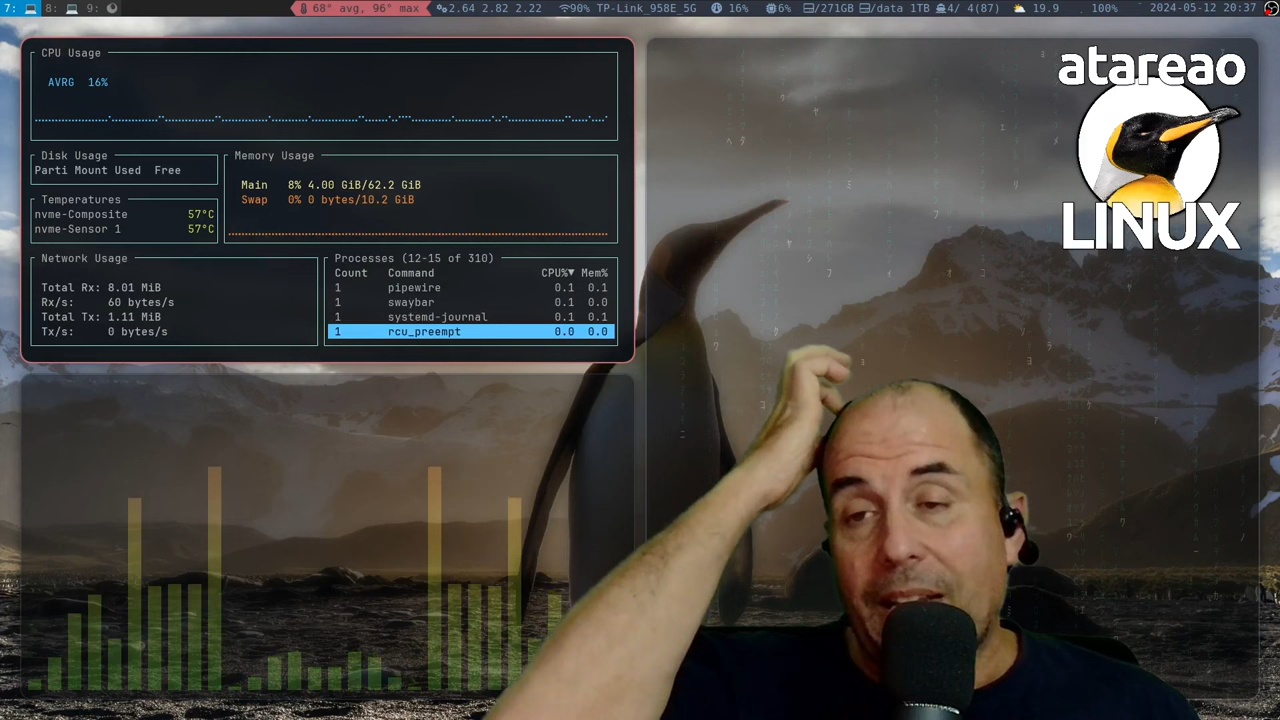 7: 8: 9: 68° avg, 96° max 2.64 2.82 2.22 90% TP-Link_958E_5G 16% 6% /271GB /data 1TB 4/ 4(87) 19.9 100% 2024-05-12 20:37
CPU Usage
AVRG 16%
Disk Usage
Parti Mount Used Free
Temperatures
nvme-Composite 57°C
nvme-Sensor 1 57°C
Memory Usage
Main 8% 4.00 GiB/62.2 GiB
Swap 0% 0 bytes/10.2 GiB
Network Usage
Total Rx: 8.01 MiB
Rx/s: 60 bytes/s
Total Tx: 1.11 MiB
Tx/s: 0 bytes/s
Processes (12-15 of 310)
Count Command CPU%▼ Mem%
1 pipewire 0.1 0.1
1 swaybar 0.1 0.0
1 systemd-journal 0.1 0.1
1 rcu_preempt 0.0 0.0
atareao
LINUX